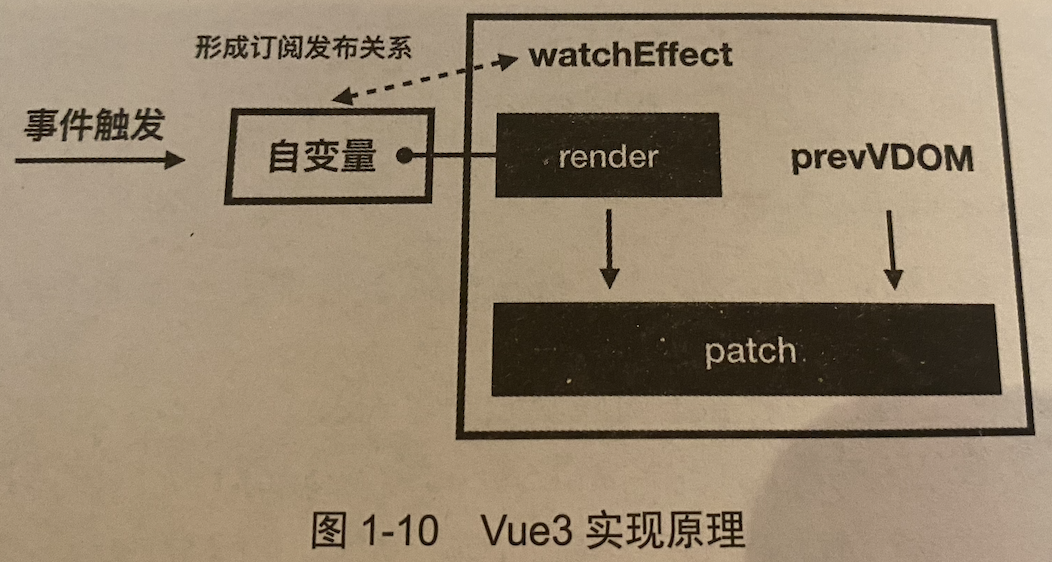 形成订阅发布关系
watchEffect
事件触发
自变量
render
prevVDOM
patch
图 1-10 Vue3 实现原理